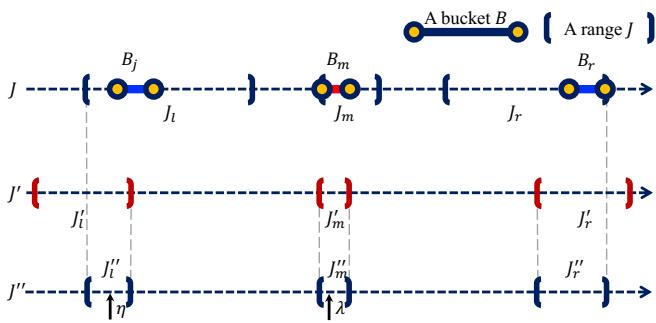 A bucket B
A range J
B_j B_m B_r
J J_l J_m J_r
J' J'_l J'_m J'_r
J''_l J''_m J''_r
J'' η λ